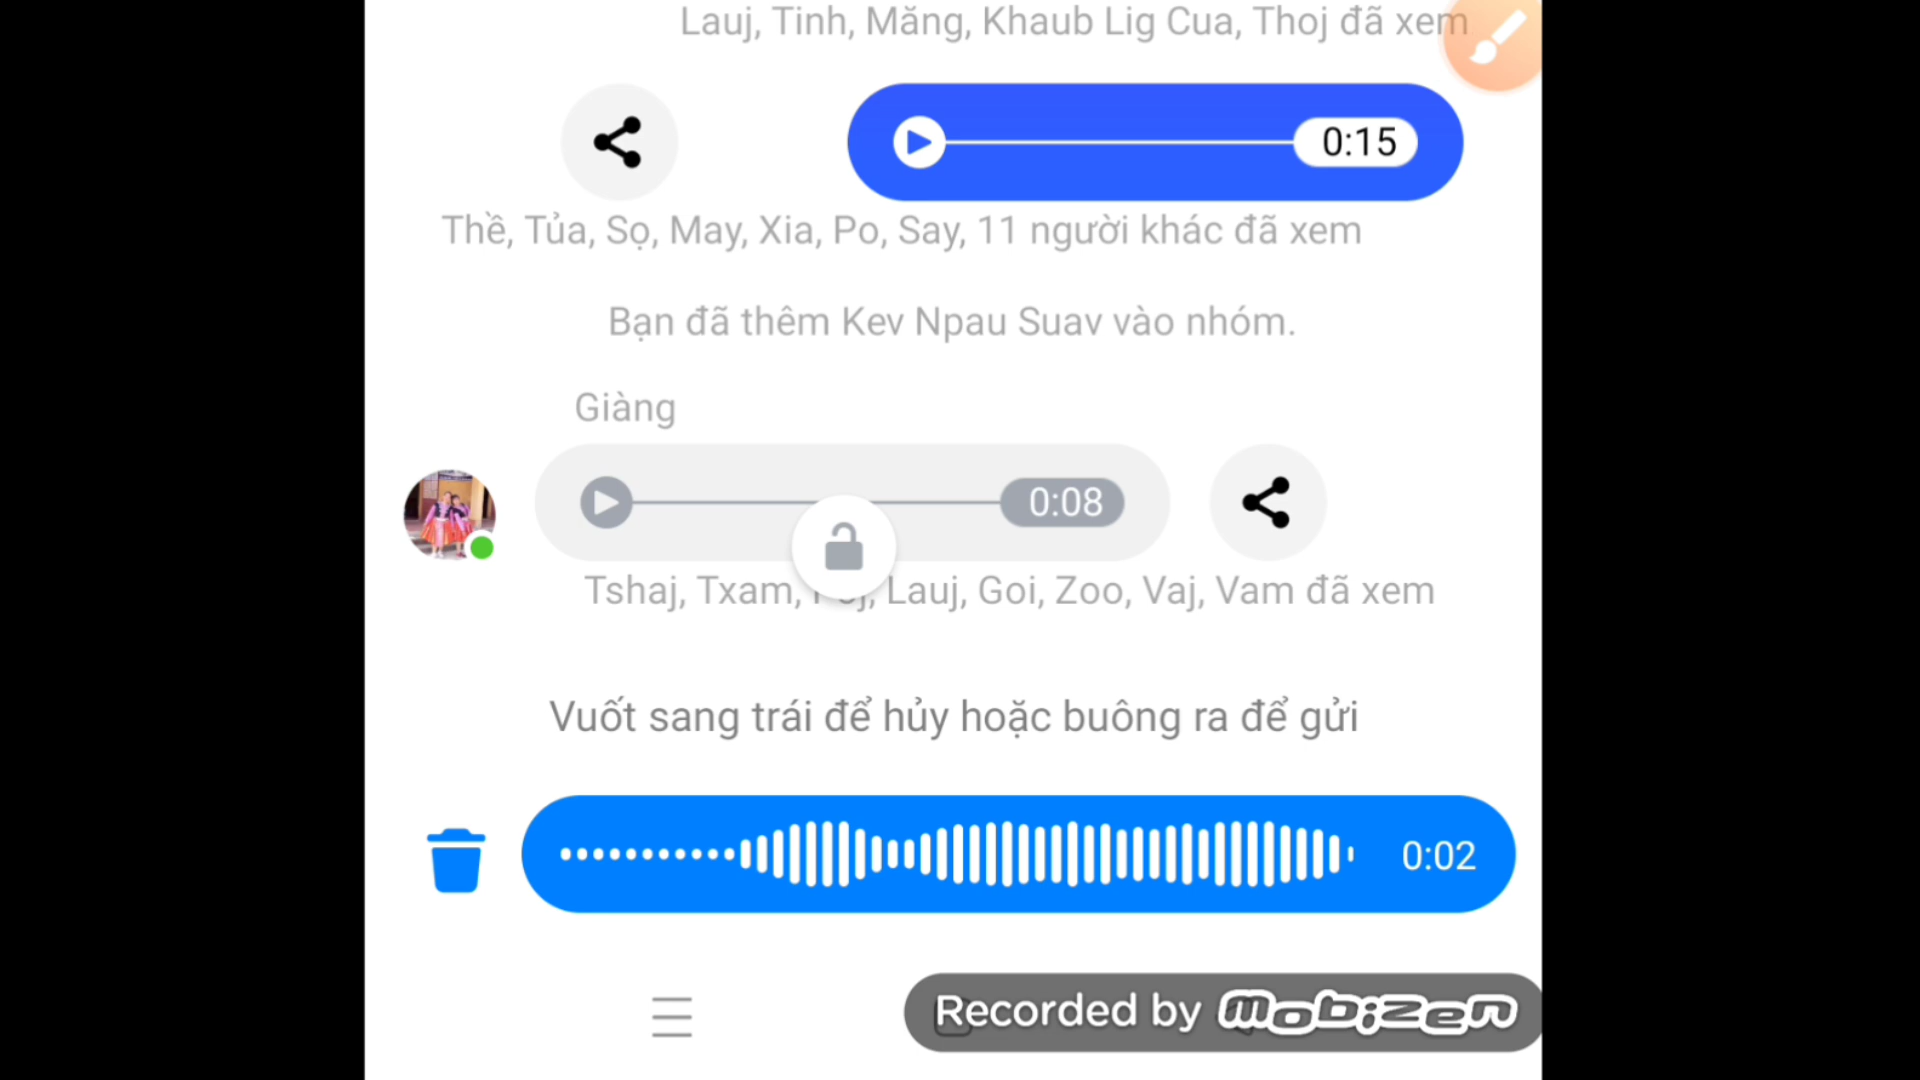 Lauj, Tinh, Măng, Khaub Lig Cua, Thoj đã xem
0:15
Thề, Tủa, Sọ, May, Xia, Po, Say, 11 người khác đã xem
Bạn đã thêm Kev Npau Suav vào nhóm.
Giàng
0:08
Tshaj, Txam, Lauj, Goi, Zoo, Vaj, Vam đã xem
Vuốt sang trái để hủy hoặc buông ra để gửi
0:02
Recorded by mobizen